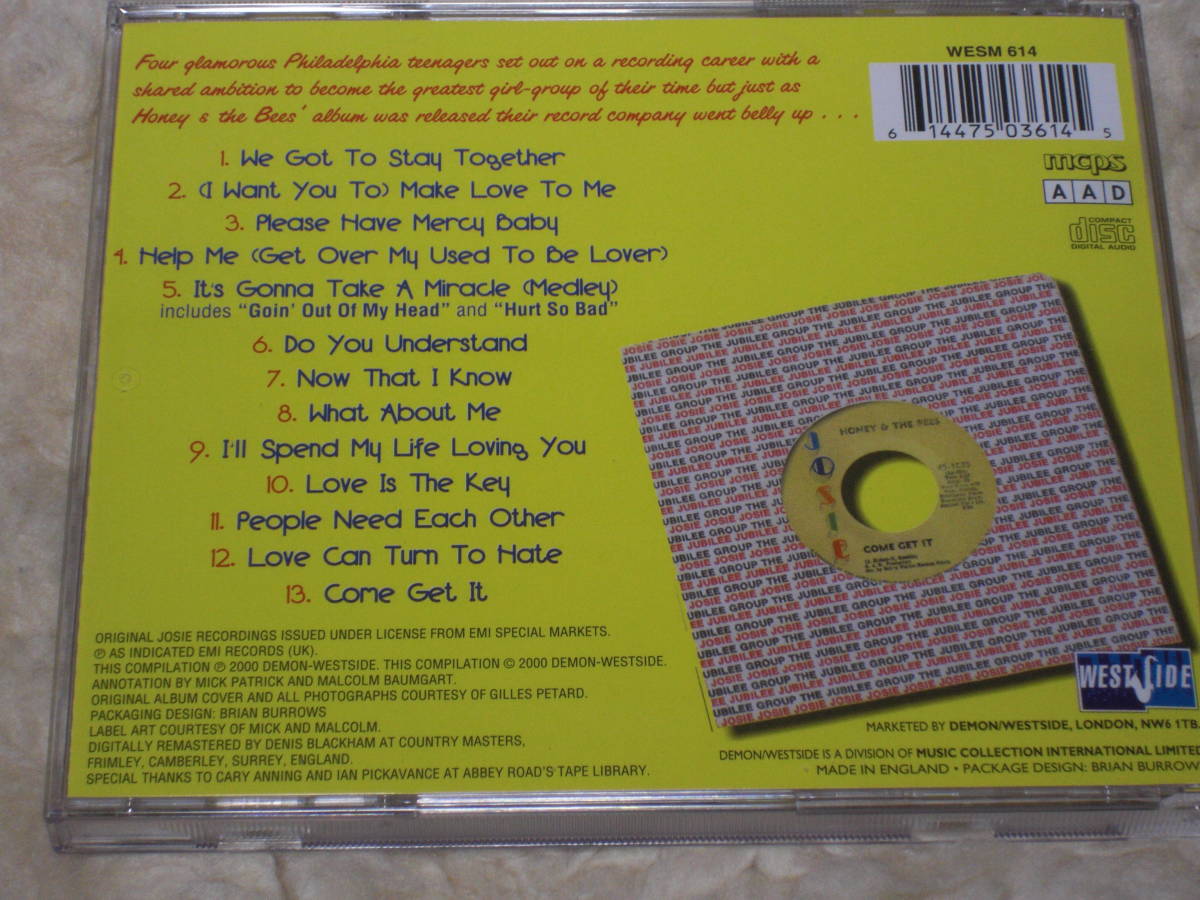 Four glamorous Philadelphia teenagers set out on a recording career with a
shared ambition to become the greatest girl-group of their time but just as
Honey & the Bees' album was released their record company went belly up . . .
1. We Got To Stay Together
2. (I Want You To) Make Love To Me
3. Please Have Mercy Baby
4. Help Me (Get Over My Used To Be Lover)
5. It's Gonna Take A Miracle (Medley)
includes "Goin' Out Of My Head" and "Hurt So Bad"
6. Do You Understand
7. Now That I Know
8. What About Me
9. I'll Spend My Life Loving You
10. Love Is The Key
11. People Need Each Other
12. Love Can Turn To Hate
13. Come Get It
ORIGINAL JOSIE RECORDINGS ISSUED UNDER LICENSE FROM EMI SPECIAL MARKETS.
℗ AS INDICATED EMI RECORDS (UK).
THIS COMPILATION ℗ 2000 DEMON-WESTSIDE. THIS COMPILATION © 2000 DEMON-WESTSIDE.
ANNOTATION BY MICK PATRICK AND MALCOLM BAUMGART.
ORIGINAL ALBUM COVER AND ALL PHOTOGRAPHS COURTESY OF GILLES PETARD.
PACKAGING DESIGN: BRIAN BURROWS
LABEL ART COURTESY OF MICK AND MALCOLM.
DIGITALLY REMASTERED BY DENIS BLACKHAM AT COUNTRY MASTERS,
FRIMLEY, CAMBERLEY, SURREY, ENGLAND.
SPECIAL THANKS TO CARY ANNING AND IAN PICKAVANCE AT ABBEY ROAD'S TAPE LIBRARY.
WESM 614
6 14475 03614 5
mcps
AAD
COMPACT
disc
DIGITAL AUDIO
HONEY & THE BEES
JOSIE
COME GET IT
WESTSIDE
MARKETED BY DEMON/WESTSIDE, LONDON, NW6 1TB.
DEMON/WESTSIDE IS A DIVISION OF MUSIC COLLECTION INTERNATIONAL LIMITED
MADE IN ENGLAND • PACKAGE DESIGN: BRIAN BURROW